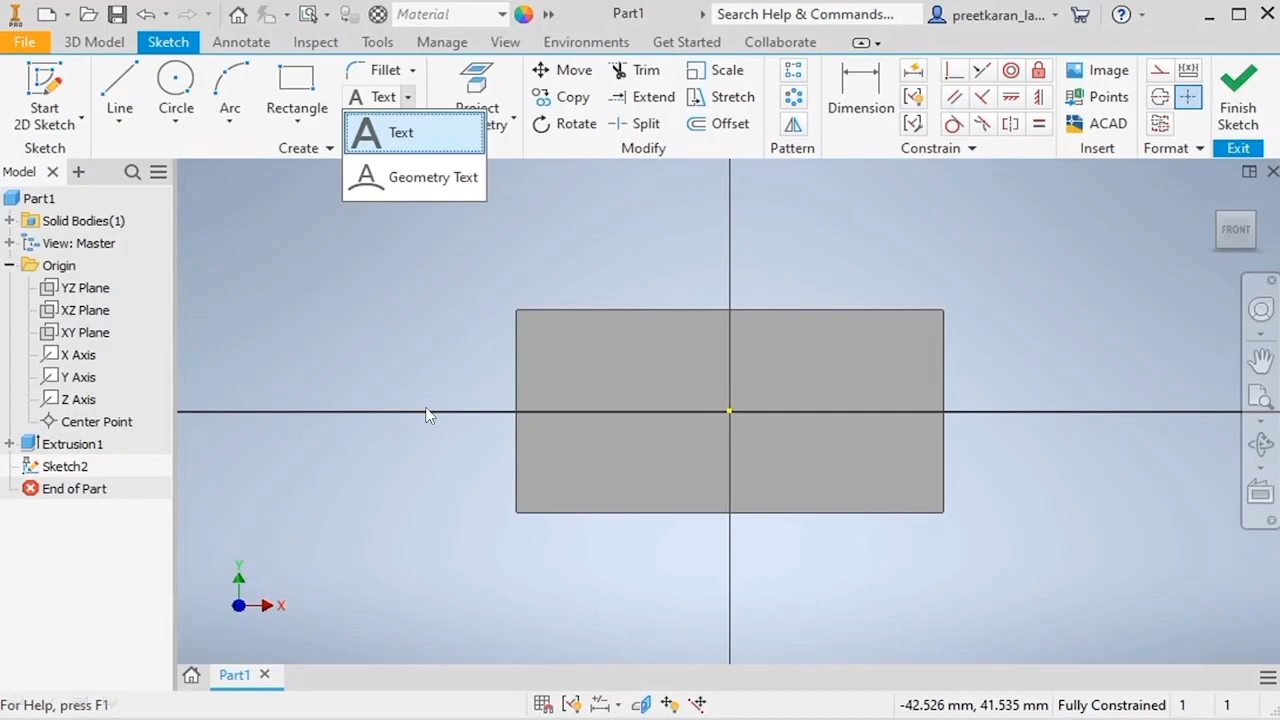 PRO
Material
Part1
Search Help & Commands...
preetkaran_la...
File
3D Model
Sketch
Annotate
Inspect
Tools
Manage
View
Environments
Get Started
Collaborate
Start
2D Sketch
Line
Circle
Arc
Rectangle
Fillet
Text
Project
Move
Copy
Rotate
Trim
Extend
Split
Scale
Stretch
Offset
Dimension
Image
Points
ACAD
Finish
Sketch
Sketch
Create
Modify
Pattern
Constrain
Insert
Format
Exit
Text
Geometry Text
Model
Part1
Solid Bodies(1)
View: Master
Origin
YZ Plane
XZ Plane
XY Plane
X Axis
Y Axis
Z Axis
Center Point
Extrusion1
Sketch2
End of Part
FRONT
Y
X
Part1
For Help, press F1
-42.526 mm, 41.535 mm
Fully Constrained
1
1